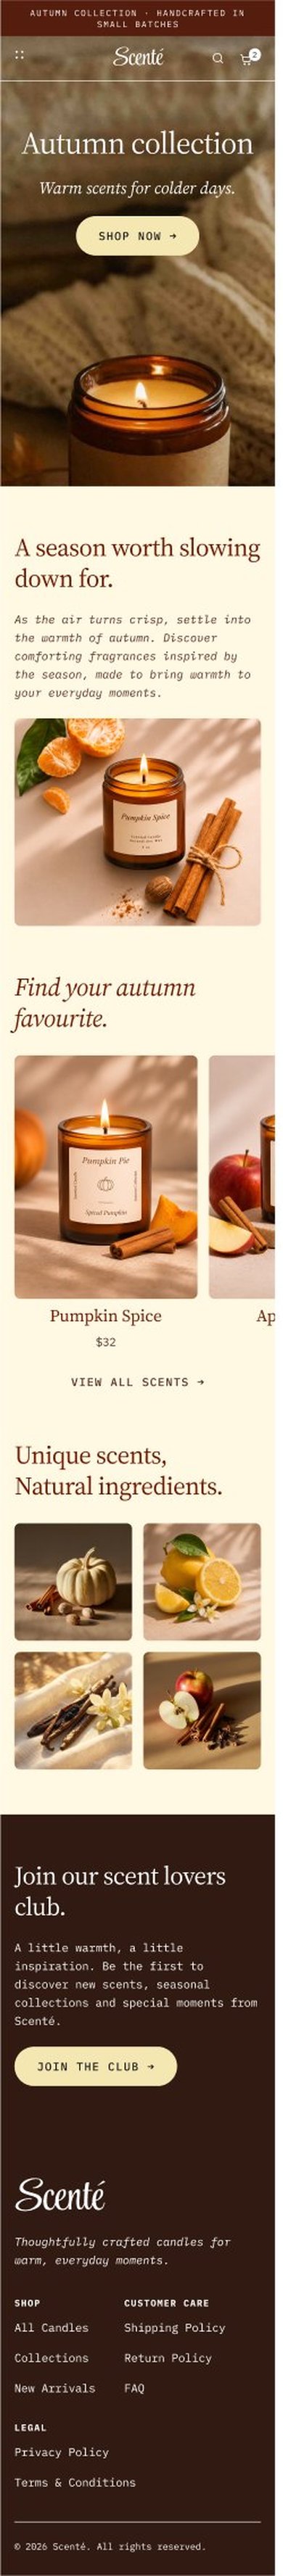 AUTUMN COLLECTION · HANDCRAFTED IN
SMALL BATCHES
Scenté
2
Autumn collection
Warm scents for colder days.
SHOP NOW →
A season worth slowing
down for.
As the air turns crisp, settle into
the warmth of autumn. Discover
comforting fragrances inspired by
the season, made to bring warmth to
your everyday moments.
Pumpkin Spice
Find your autumn
favourite.
Pumpkin Pie
Spiced Pumpkin
Pumpkin Spice
Ap
$32
VIEW ALL SCENTS →
Unique scents,
Natural ingredients.
Join our scent lovers
club.
A little warmth, a little
inspiration. Be the first to
discover new scents, seasonal
collections and special moments from
Scenté.
JOIN THE CLUB →
Scenté
Thoughtfully crafted candles for
warm, everyday moments.
SHOP
All Candles
Collections
New Arrivals
CUSTOMER CARE
Shipping Policy
Return Policy
FAQ
LEGAL
Privacy Policy
Terms & Conditions
© 2026 Scenté. All rights reserved.